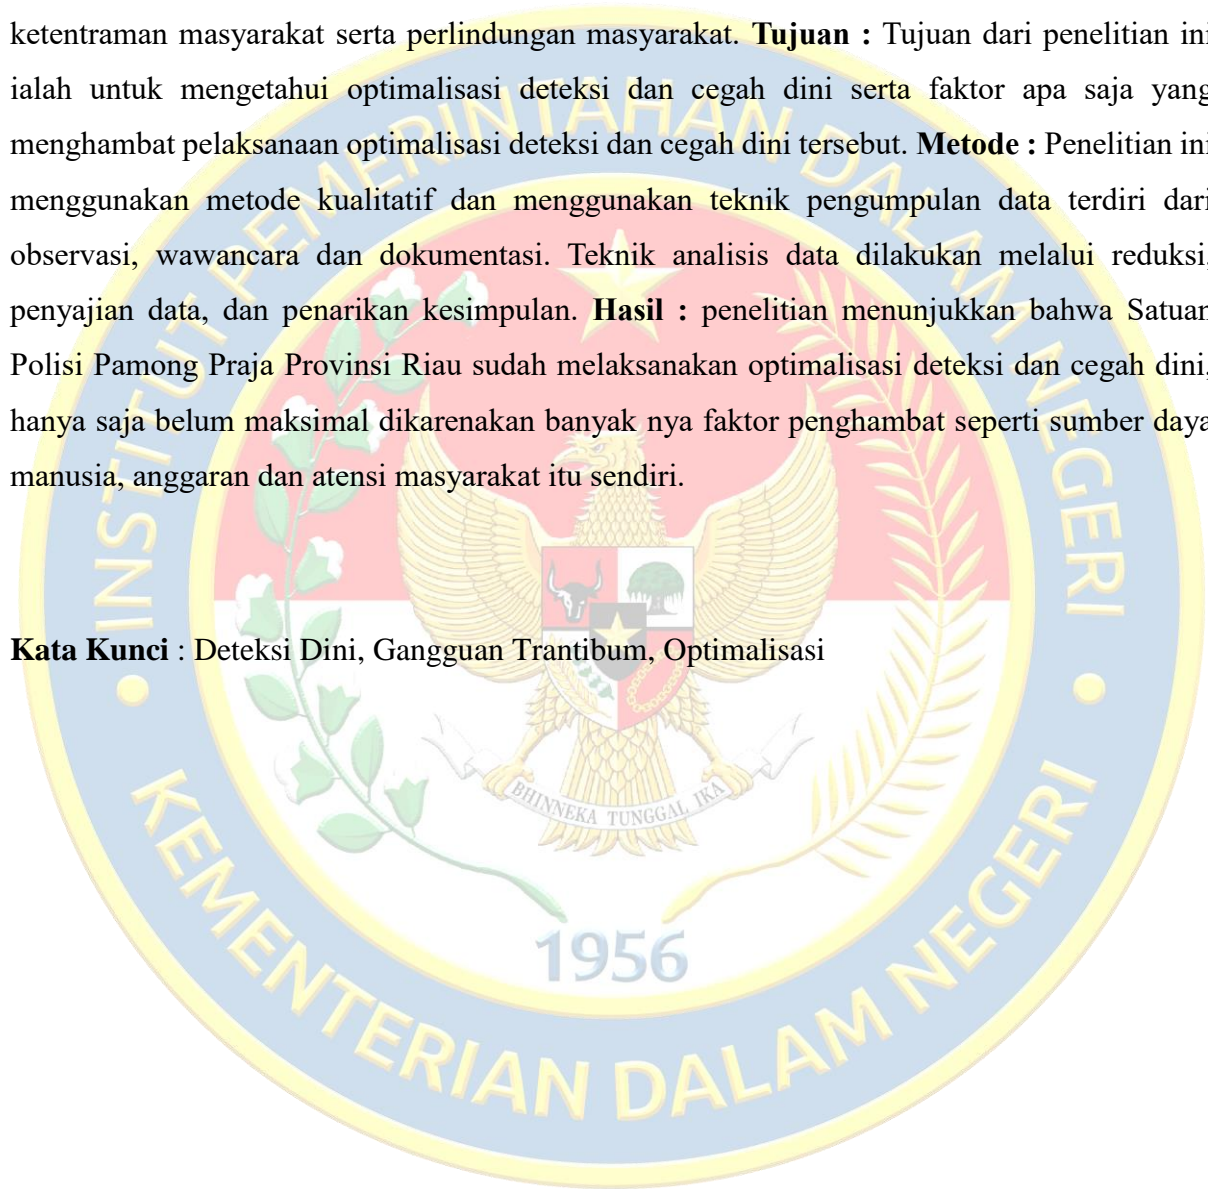 ketentraman masyarakat serta perlindungan masyarakat. Tujuan : Tujuan dari penelitian ini
ialah untuk mengetahui optimalisasi deteksi dan cegah dini serta faktor apa saja yang
menghambat pelaksanaan optimalisasi deteksi dan cegah dini tersebut. Metode : Penelitian ini
menggunakan metode kualitatif dan menggunakan teknik pengumpulan data terdiri dari
observasi, wawancara dan dokumentasi. Teknik analisis data dilakukan melalui reduksi,
penyajian data, dan penarikan kesimpulan. Hasil : penelitian menunjukkan bahwa Satuan
Polisi Pamong Praja Provinsi Riau sudah melaksanakan optimalisasi deteksi dan cegah dini,
hanya saja belum maksimal dikarenakan banyak nya faktor penghambat seperti sumber daya
manusia, anggaran dan atensi masyarakat itu sendiri.
Kata Kunci : Deteksi Dini, Gangguan Trantibum, Optimalisasi
INSTITUT PEMERINTAHAN DALAM NEGERI
BHINNEKA TUNGGAL IKA
1956
KEMENTERIAN DALAM NEGERI